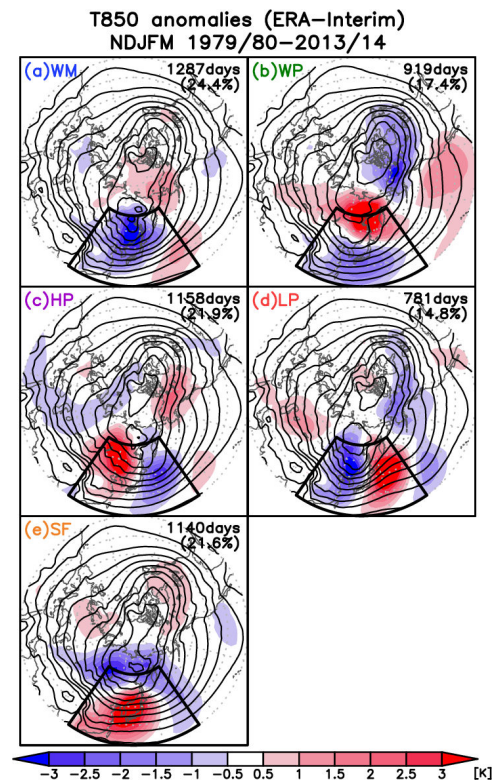 T850 anomalies (ERA−Interim)
NDJFM 1979/80−2013/14
(a)WM 1287days
(24.4%)
(b)WP 919days
(17.4%)
(c)HP 1158days
(21.9%)
(d)LP 781days
(14.8%)
(e)SF 1140days
(21.6%)
−3 −2.5 −2 −1.5 −1 −0.5 0.5 1 1.5 2 2.5 3 [K]